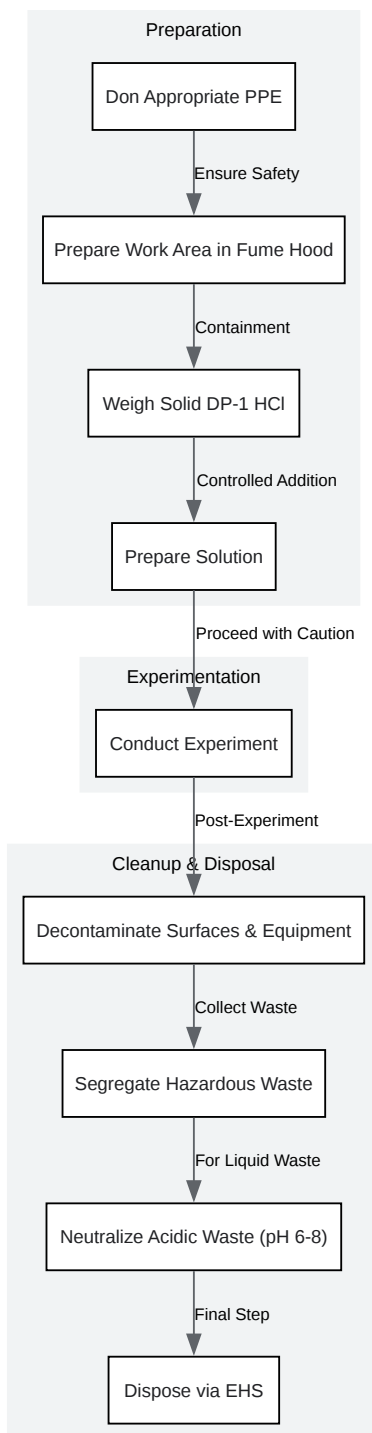 Preparation
Don Appropriate PPE
Ensure Safety
Prepare Work Area in Fume Hood
Containment
Weigh Solid DP-1 HCl
Controlled Addition
Prepare Solution
Proceed with Caution
Experimentation
Conduct Experiment
Post-Experiment
Cleanup & Disposal
Decontaminate Surfaces & Equipment
Collect Waste
Segregate Hazardous Waste
For Liquid Waste
Neutralize Acidic Waste (pH 6-8)
Final Step
Dispose via EHS